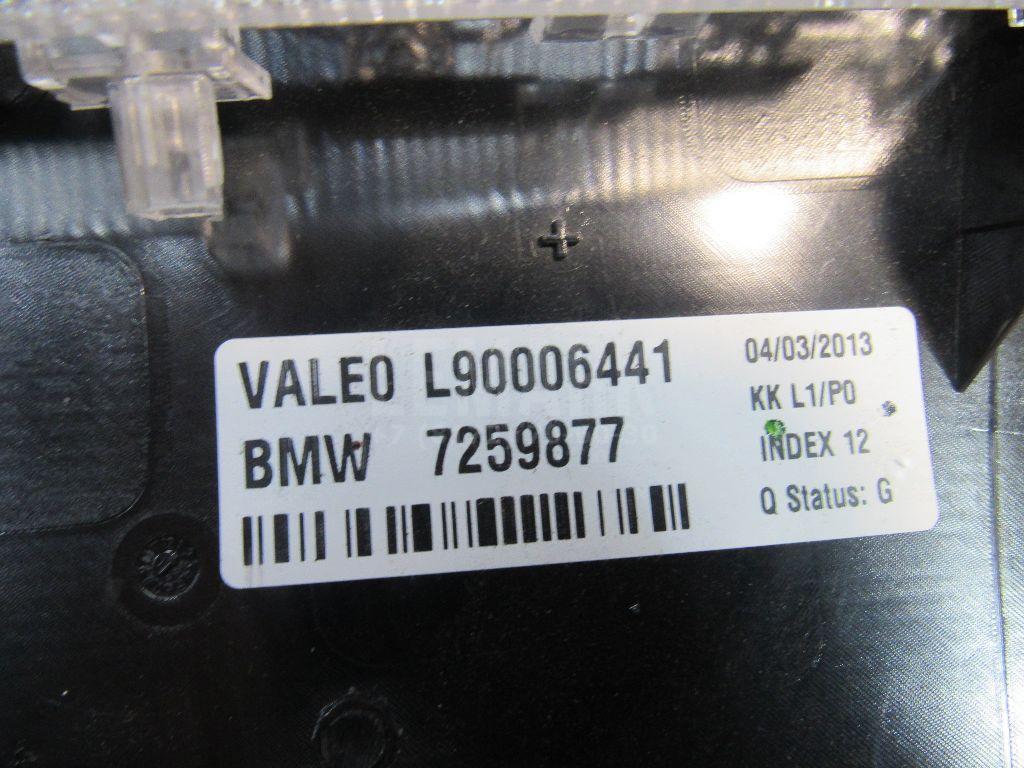 VALEO L90006441
BMW 7259877
04/03/2013
KK L1/P0
INDEX 12
Q Status: G